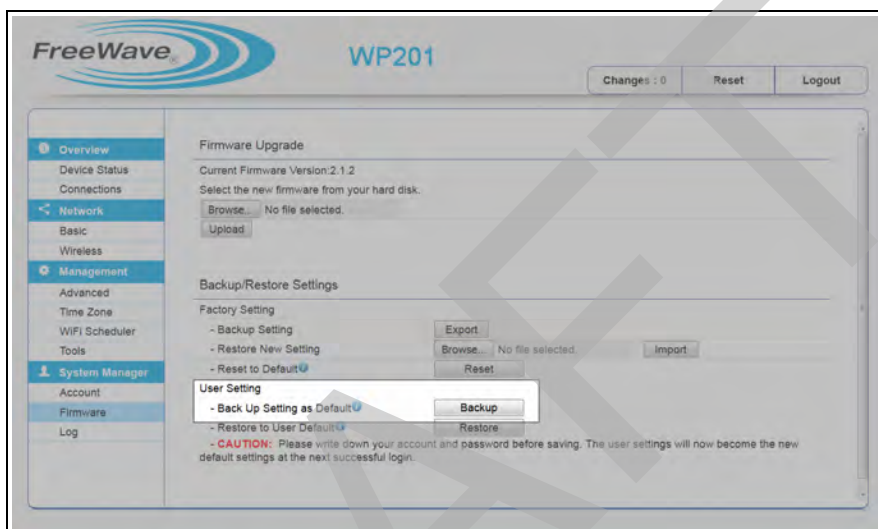 FreeWave®
WP201
Changes : 0 Reset Logout
Overview
Device Status
Connections
Network
Basic
Wireless
Management
Advanced
Time Zone
WiFi Scheduler
Tools
System Manager
Account
Firmware
Log
Firmware Upgrade
Current Firmware Version:2.1.2
Select the new firmware from your hard disk.
Browse... No file selected.
Upload
Backup/Restore Settings
Factory Setting
- Backup Setting Export
- Restore New Setting Browse... No file selected. Import
- Reset to Default Reset
User Setting
- Back Up Setting as Default Backup
- Restore to User Default Restore
- CAUTION: Please write down your account and password before saving. The user settings will now become the new
default settings at the next successful login.